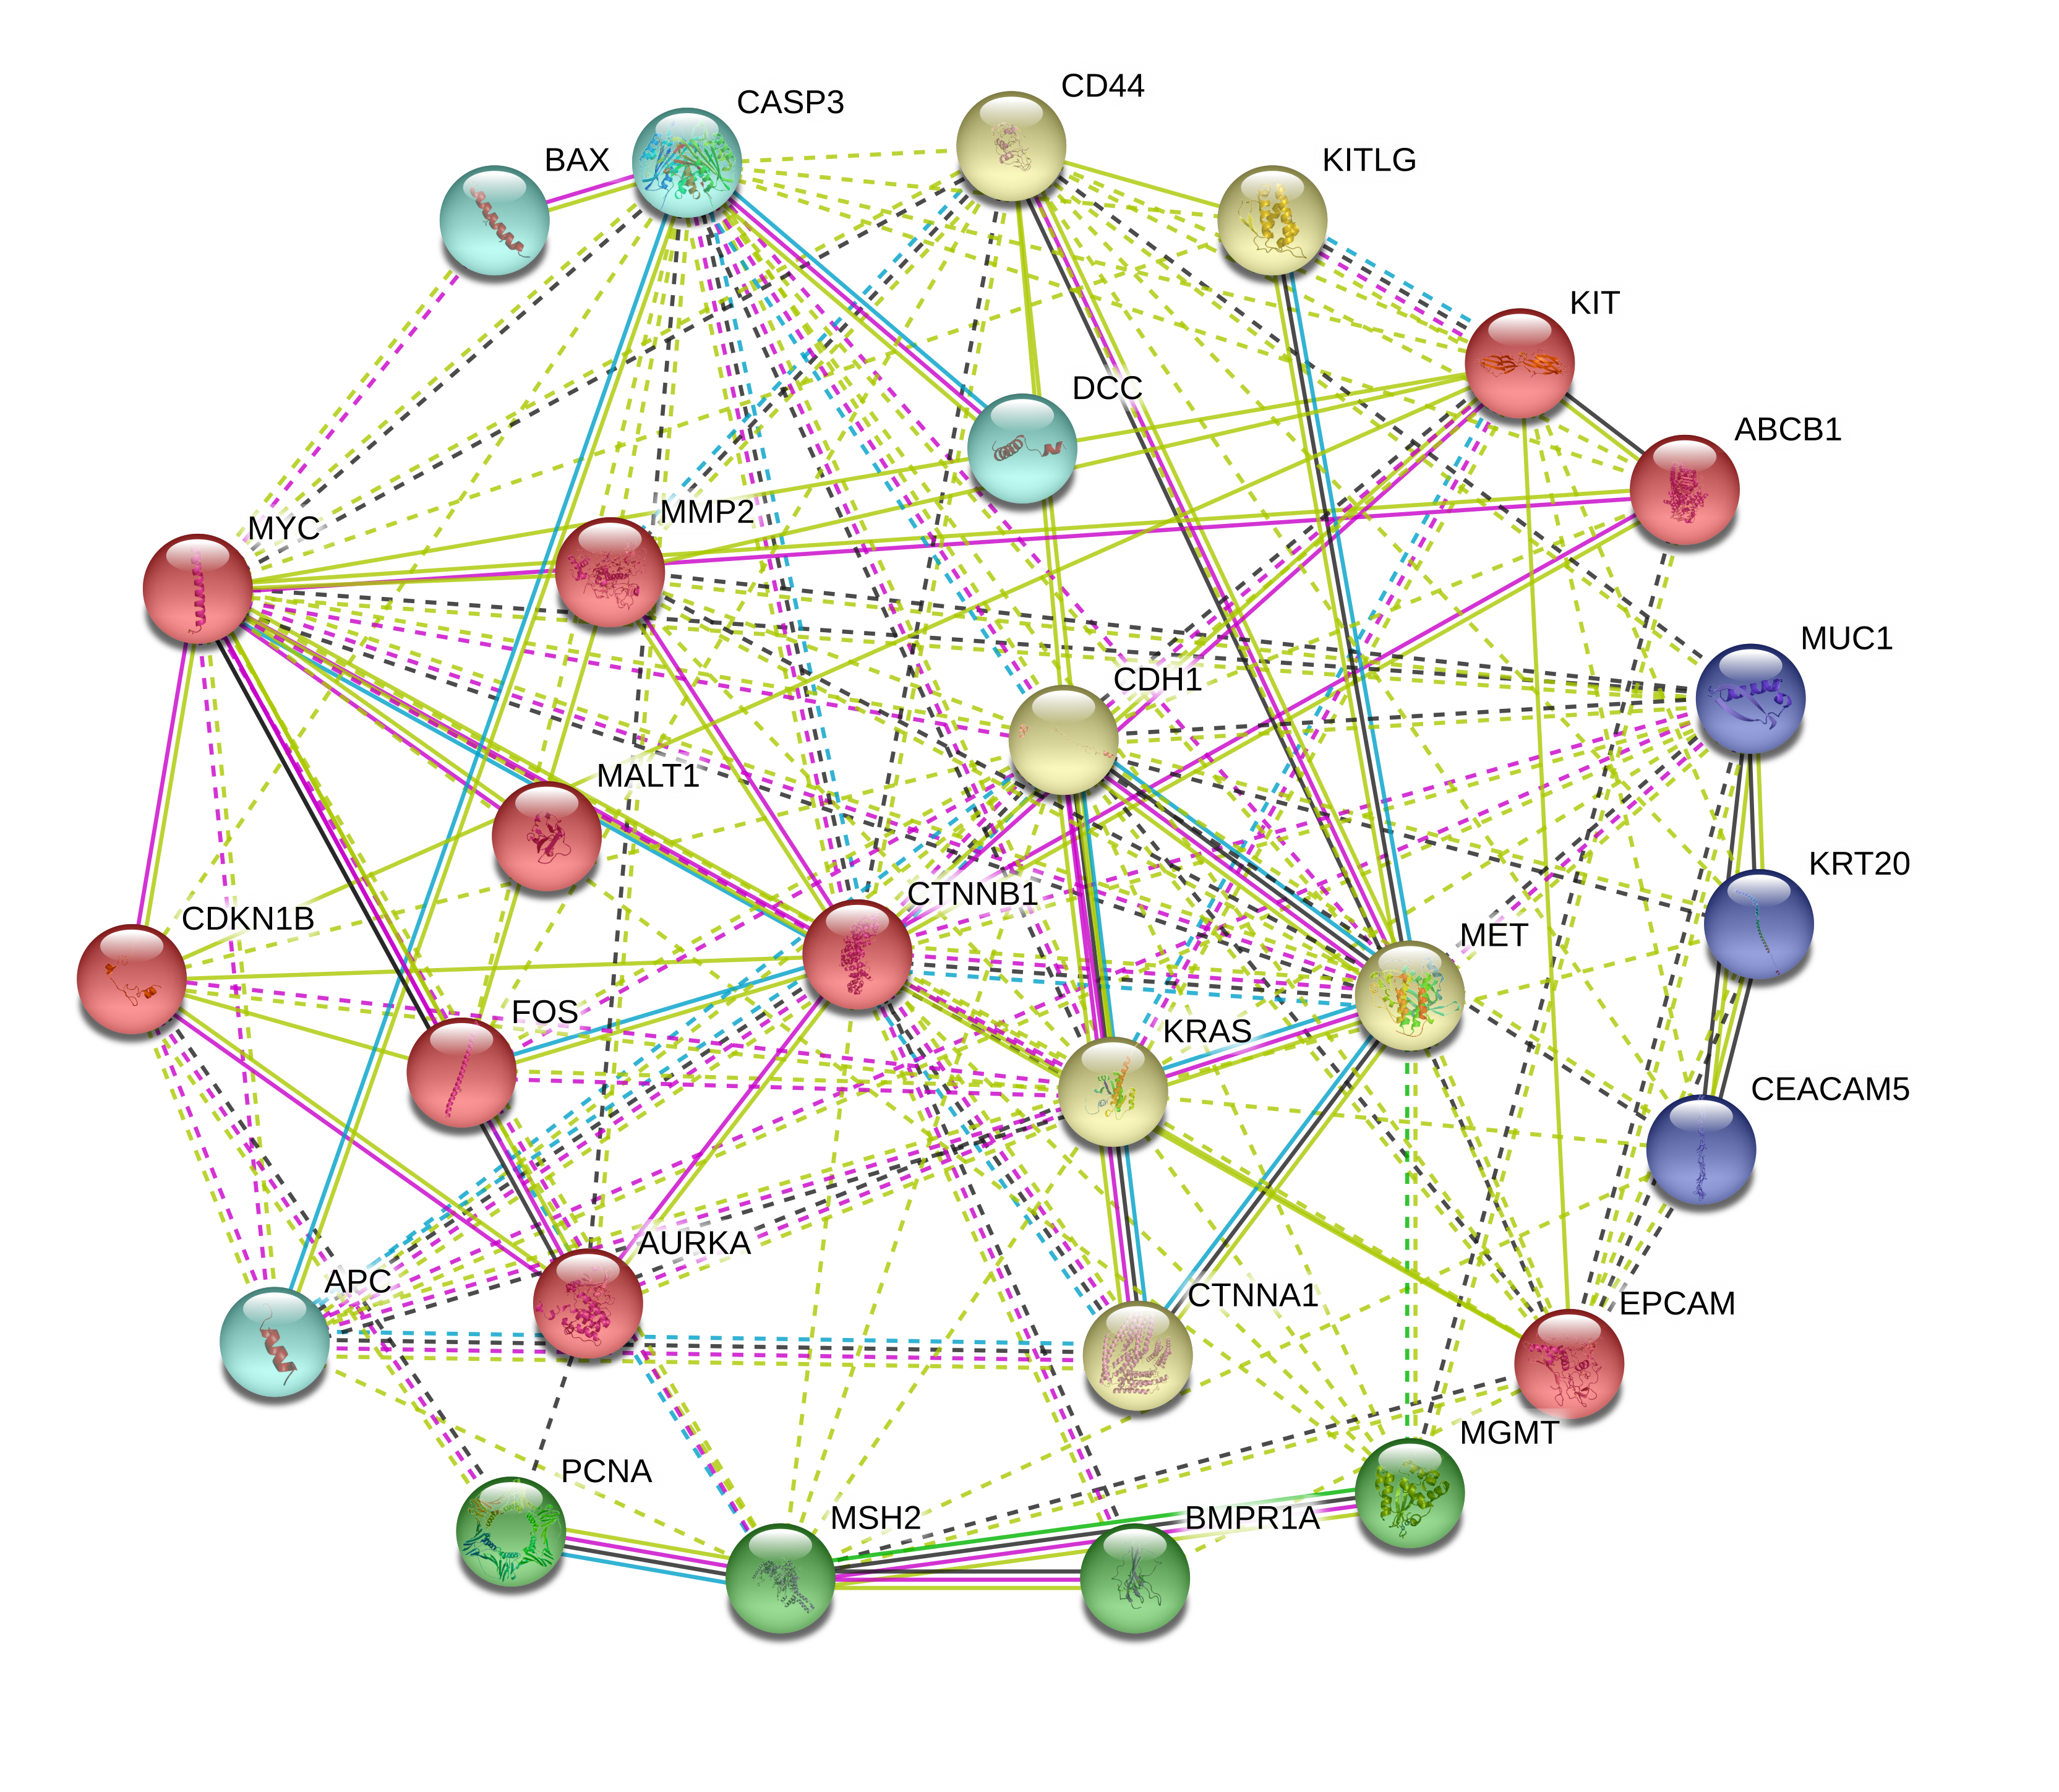 CD44
CASP3
BAX
KITLG
KIT
DCC
ABCB1
MMP2
MYC
MUC1
CDH1
MALT1
KRT20
CTNNB1
CDKN1B
MET
FOS
KRAS
CEACAM5
AURKA
APC
CTNNA1
EPCAM
MGMT
PCNA
MSH2
BMPR1A